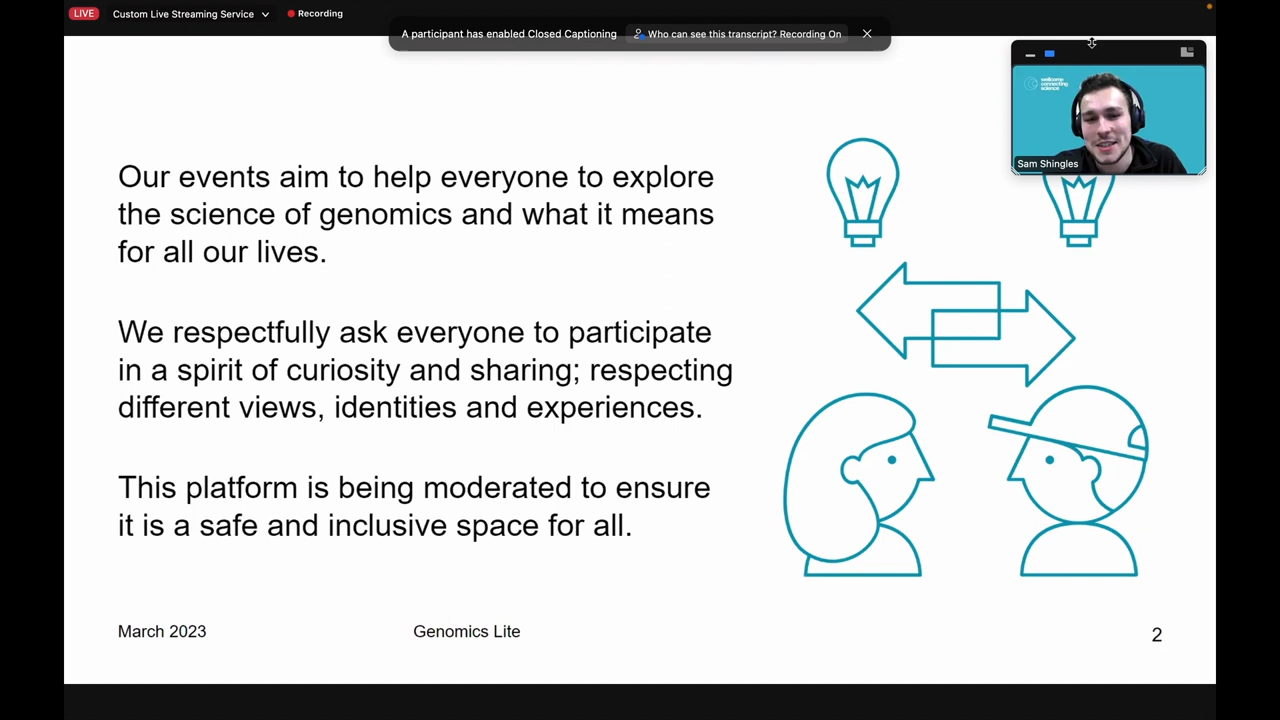 LIVE
Custom Live Streaming Service
Recording
A participant has enabled Closed Captioning
Who can see this transcript? Recording On
wellcome
connecting
science
Sam Shingles
Our events aim to help everyone to explore
the science of genomics and what it means
for all our lives.
We respectfully ask everyone to participate
in a spirit of curiosity and sharing; respecting
different views, identities and experiences.
This platform is being moderated to ensure
it is a safe and inclusive space for all.
March 2023
Genomics Lite
2